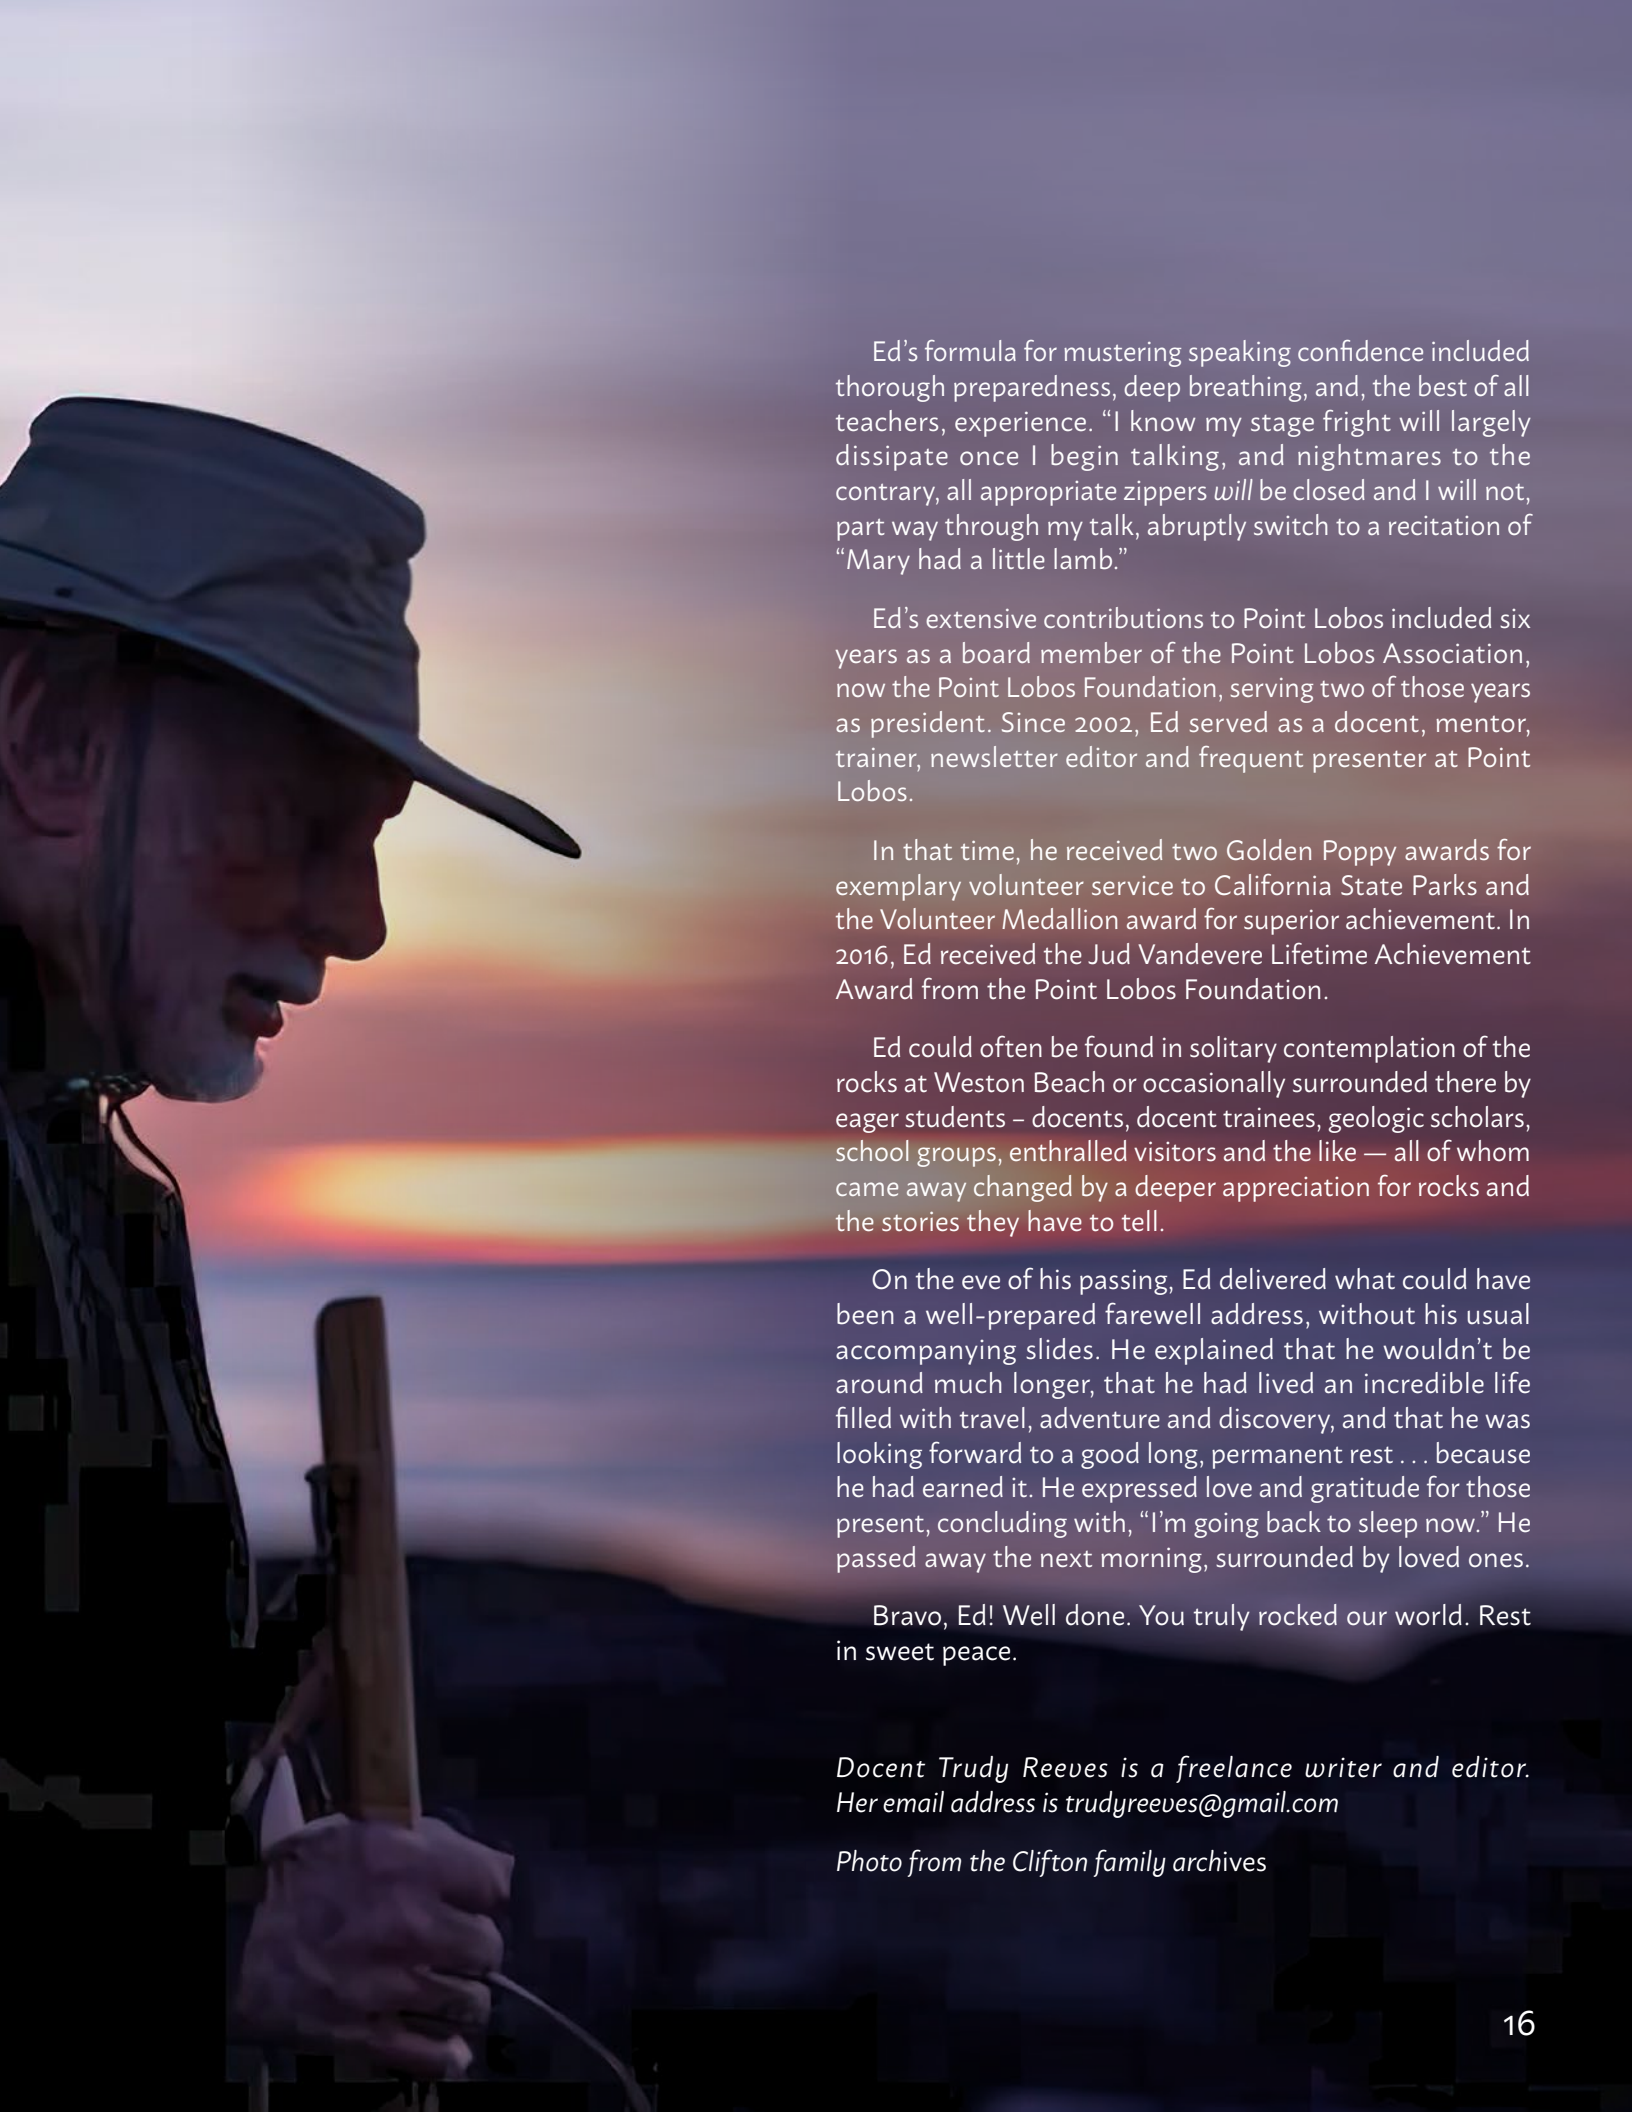 Ed’s formula for mustering speaking confidence included
thorough preparedness, deep breathing, and, the best of all
teachers, experience. “I know my stage fright will largely
dissipate once I begin talking, and nightmares to the
contrary, all appropriate zippers will be closed and I will not,
part way through my talk, abruptly switch to a recitation of
“Mary had a little lamb.”
Ed’s extensive contributions to Point Lobos included six
years as a board member of the Point Lobos Association,
now the Point Lobos Foundation, serving two of those years
as president. Since 2002, Ed served as a docent, mentor,
trainer, newsletter editor and frequent presenter at Point
Lobos.
In that time, he received two Golden Poppy awards for
exemplary volunteer service to California State Parks and
the Volunteer Medallion award for superior achievement. In
2016, Ed received the Jud Vandevere Lifetime Achievement
Award from the Point Lobos Foundation.
Ed could often be found in solitary contemplation of the
rocks at Weston Beach or occasionally surrounded there by
eager students – docents, docent trainees, geologic scholars,
school groups, enthralled visitors and the like — all of whom
came away changed by a deeper appreciation for rocks and
the stories they have to tell.
On the eve of his passing, Ed delivered what could have
been a well-prepared farewell address, without his usual
accompanying slides. He explained that he wouldn’t be
around much longer, that he had lived an incredible life
filled with travel, adventure and discovery, and that he was
looking forward to a good long, permanent rest . . . because
he had earned it. He expressed love and gratitude for those
present, concluding with, “I’m going back to sleep now.” He
passed away the next morning, surrounded by loved ones.
Bravo, Ed! Well done. You truly rocked our world. Rest
in sweet peace.
Docent Trudy Reeves is a freelance writer and editor.
Her email address is trudyreeves@gmail.com
Photo from the Clifton family archives
16